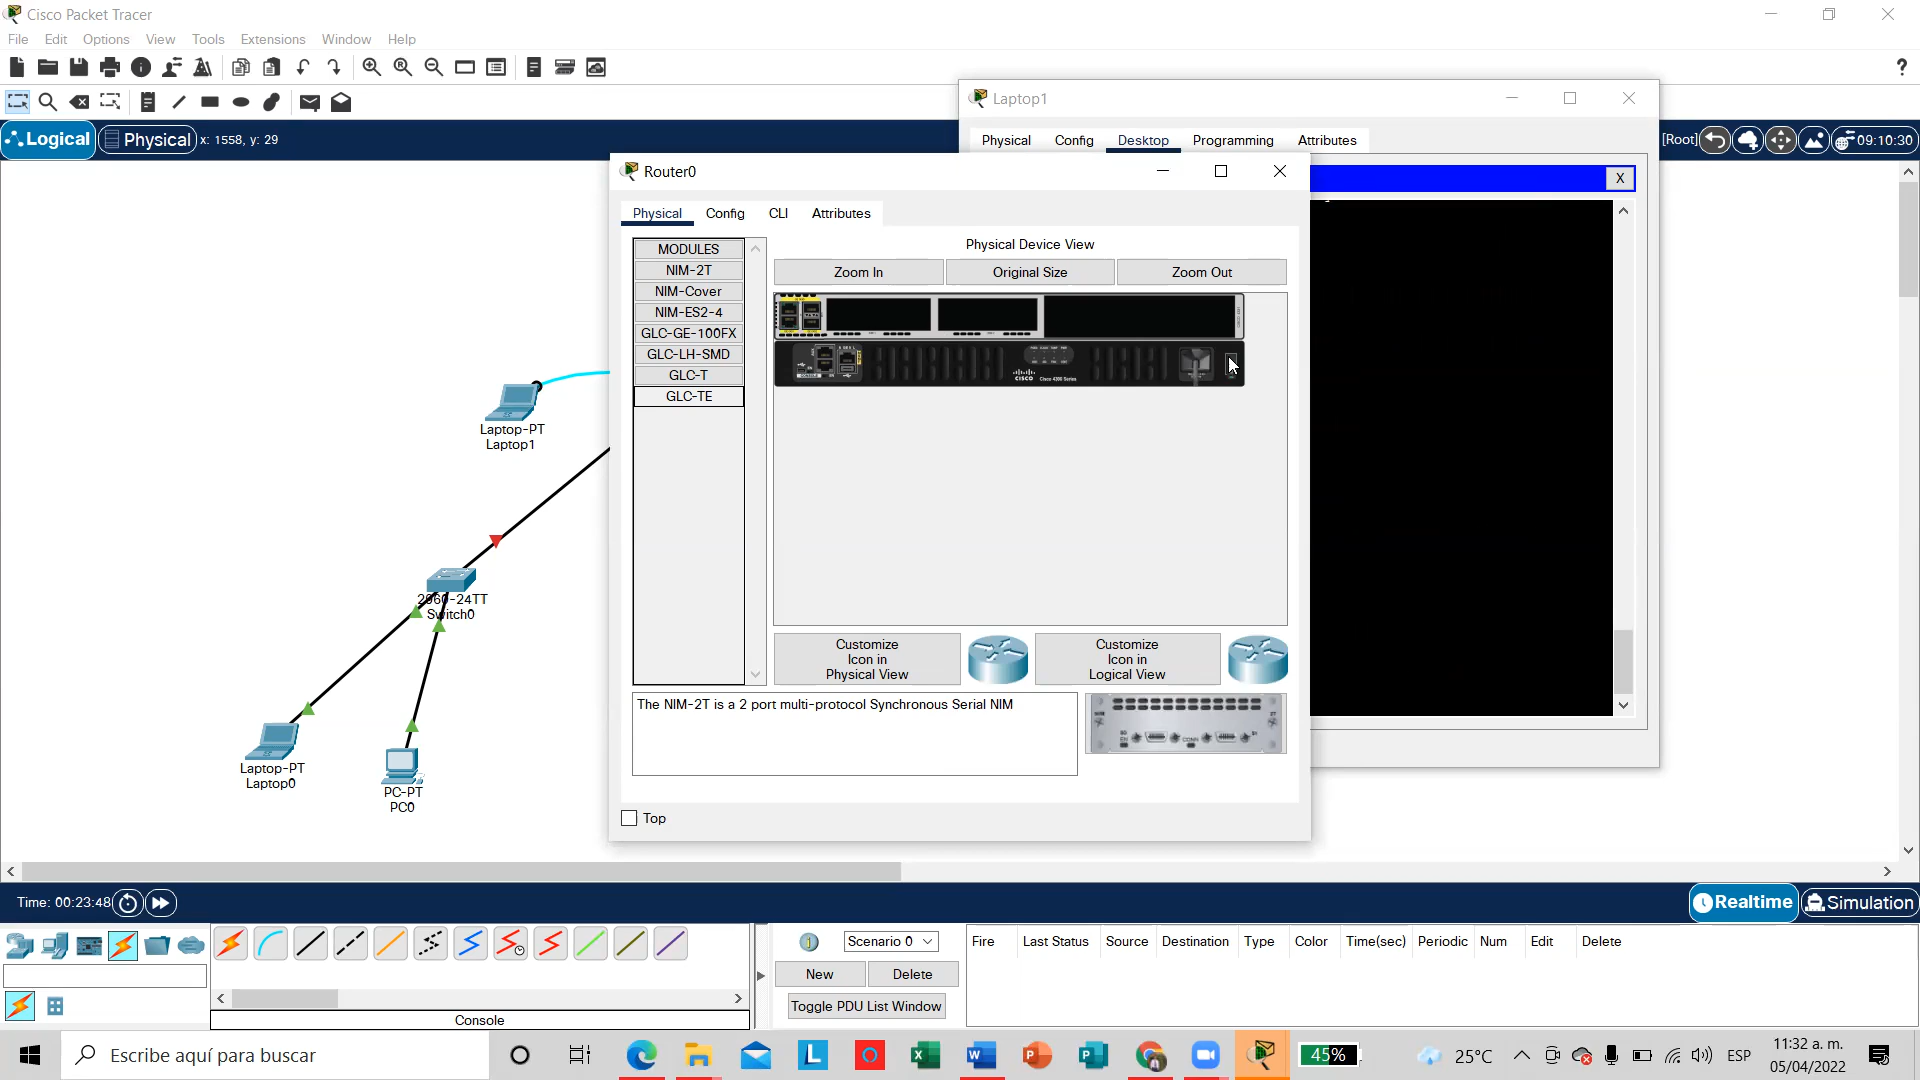 Cisco Packet Tracer
File Edit Options View Tools Extensions Window Help
?
Logical Physical x: 1558, y: 29
[Root] 09:10:30
Laptop1
Physical Config Desktop Programming Attributes
X
Router0
Physical Config CLI Attributes
MODULES
NIM-2T
NIM-Cover
NIM-ES2-4
GLC-GE-100FX
GLC-LH-SMD
GLC-T
GLC-TE
Physical Device View
Zoom In Original Size Zoom Out
CISCO Cisco 4300 Series
Customize
Icon in
Physical View
Customize
Icon in
Logical View
The NIM-2T is a 2 port multi-protocol Synchronous Serial NIM
Top
Laptop-PT
Laptop1
2960-24TT
Switch0
Laptop-PT
Laptop0
PC-PT
PC0
Time: 00:23:48
Realtime Simulation
Console
Scenario 0
New Delete
Toggle PDU List Window
Fire Last Status Source Destination Type Color Time(sec) Periodic Num Edit Delete
Escribe aquí para buscar
45%
25°C
ESP
11:32 a. m.
05/04/2022